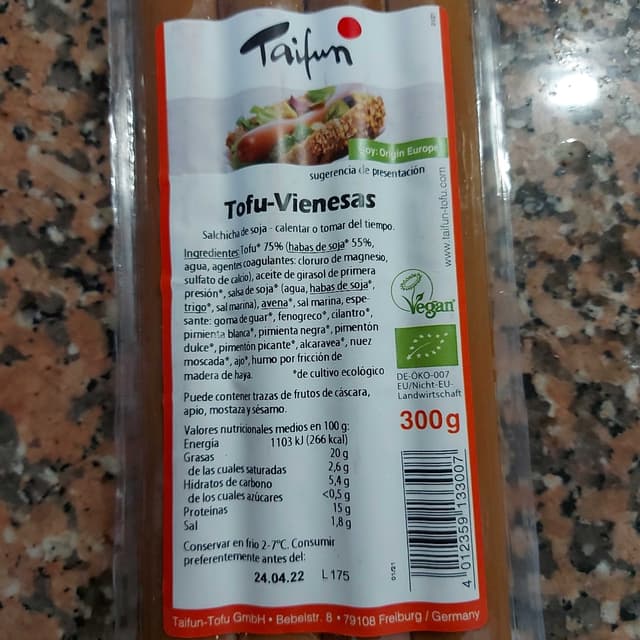 Taifun
Soy: Origin Europe
sugerencia de presentación
Tofu-Vienesas
Salchicha de soja - calentar o tomar del tiempo.
Ingredientes: Tofu* 75% (habas de soja* 55%,
agua, agentes coagulantes: cloruro de magnesio,
sulfato de calcio), aceite de girasol de primera
presión*, salsa de soja* (agua, habas de soja*,
trigo*, sal marina), avena*, sal marina, espe-
sante: goma de guar*, fenogreco*, cilantro*,
pimienta blanca*, pimienta negra*, pimentón
dulce*, pimentón picante*, alcaravea*, nuez
moscada*, ajo*, humo por fricción de
madera de haya. *de cultivo ecológico
Puede contener trazas de frutos de cáscara,
apio, mostaza y sésamo.
Valores nutricionales medios en 100 g:
Energía 1103 kJ (266 kcal)
Grasas 20 g
de las cuales saturadas 2,6 g
Hidratos de carbono 5,4 g
de los cuales azúcares <0,5 g
Proteínas 15 g
Sal 1,8 g
Conservar en frío 2-7°C. Consumir
preferentemente antes del:
24.04.22 L 175
www.taifun-tofu.com
Vegan
DE-ÖKO-007
EU/Nicht-EU-
Landwirtschaft
300 g
4 012359 133007
01/21
Taifun-Tofu GmbH • Bebelstr. 8 • 79108 Freiburg / Germany